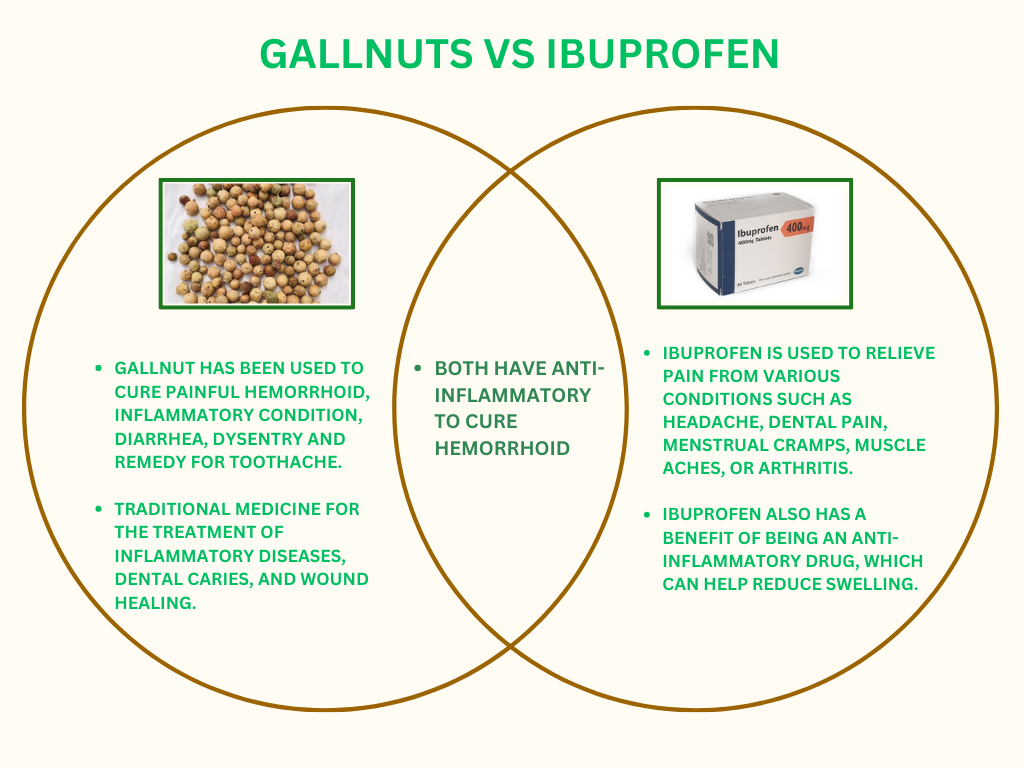 GALLNUTS VS IBUPROFEN
Ibuprofen 400mg
400mg Tablets
84 Tablets
• GALLNUT HAS BEEN USED TO
CURE PAINFUL HEMORRHOID,
INFLAMMATORY CONDITION,
DIARRHEA, DYSENTRY AND
REMEDY FOR TOOTHACHE.
• TRADITIONAL MEDICINE FOR
THE TREATMENT OF
INFLAMMATORY DISEASES,
DENTAL CARIES, AND WOUND
HEALING.
• BOTH HAVE ANTI-
INFLAMMATORY
TO CURE
HEMORRHOID
• IBUPROFEN IS USED TO RELIEVE
PAIN FROM VARIOUS
CONDITIONS SUCH AS
HEADACHE, DENTAL PAIN,
MENSTRUAL CRAMPS, MUSCLE
ACHES, OR ARTHRITIS.
• IBUPROFEN ALSO HAS A
BENEFIT OF BEING AN ANTI-
INFLAMMATORY DRUG, WHICH
CAN HELP REDUCE SWELLING.